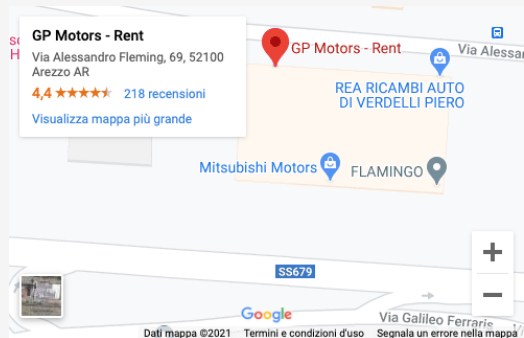 GP Motors - Rent
Via Alessandro Fleming, 69, 52100
Arezzo AR
4,4
218 recensioni
Visualizza mappa più grande
GP Motors - Rent
Via Alessa
REA RICAMBI AUTO
DI VERDELLI PIERO
Mitsubishi Motors
FLAMINGO
SS679
Google
Via Galileo Ferraris
Dati mappa ©2021 Termini e condizioni d'uso Segnala un errore nella mappa